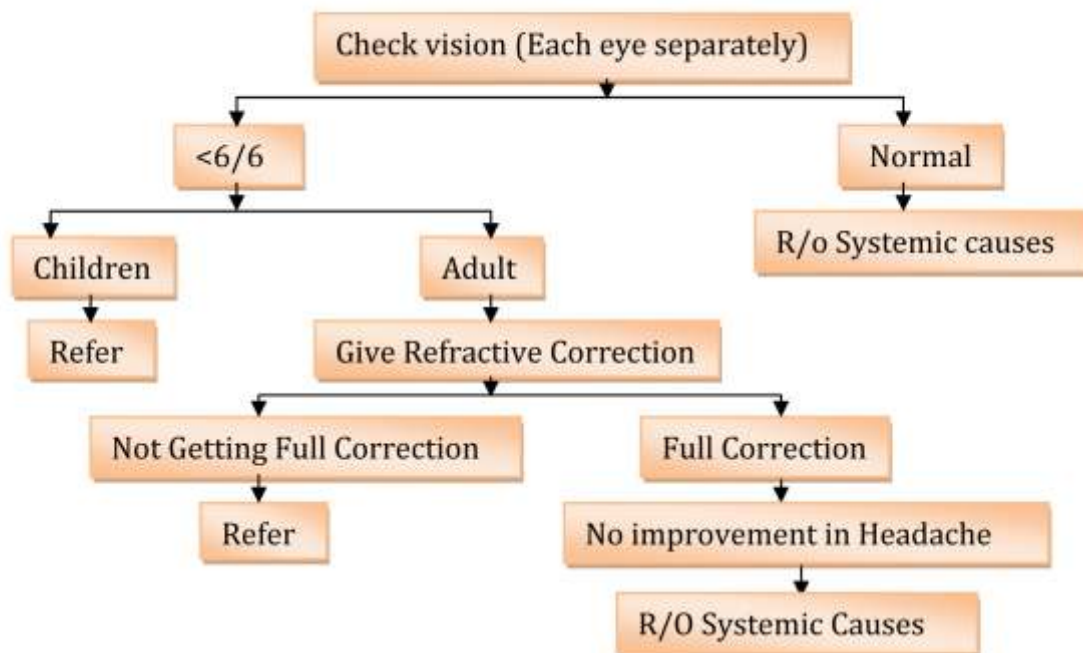 Check vision (Each eye separately)
<6/6
Normal
R/o Systemic causes
Children
Adult
Refer
Give Refractive Correction
Not Getting Full Correction
Full Correction
Refer
No improvement in Headache
R/O Systemic Causes